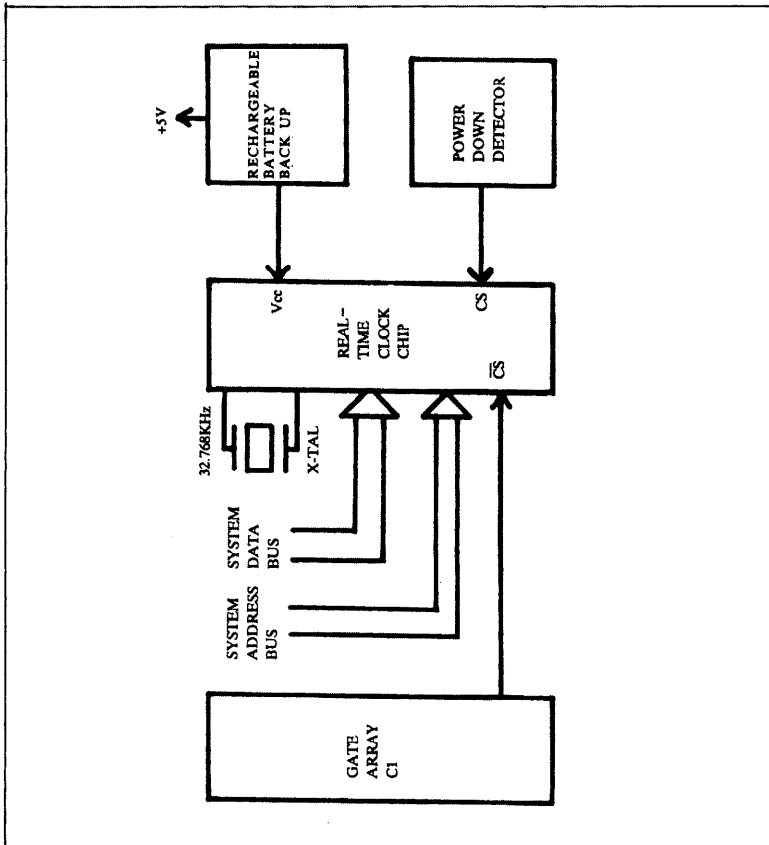 +5V
RECHARGEABLE
BATTERY
BACK UP
POWER
DOWN
DETECTOR
Vcc
CS
REAL-
TIME
CLOCK
CHIP
C̅S̅
32.768KHz
X-TAL
SYSTEM
DATA
BUS
SYSTEM
ADDRESS
BUS
GATE
ARRAY
C1